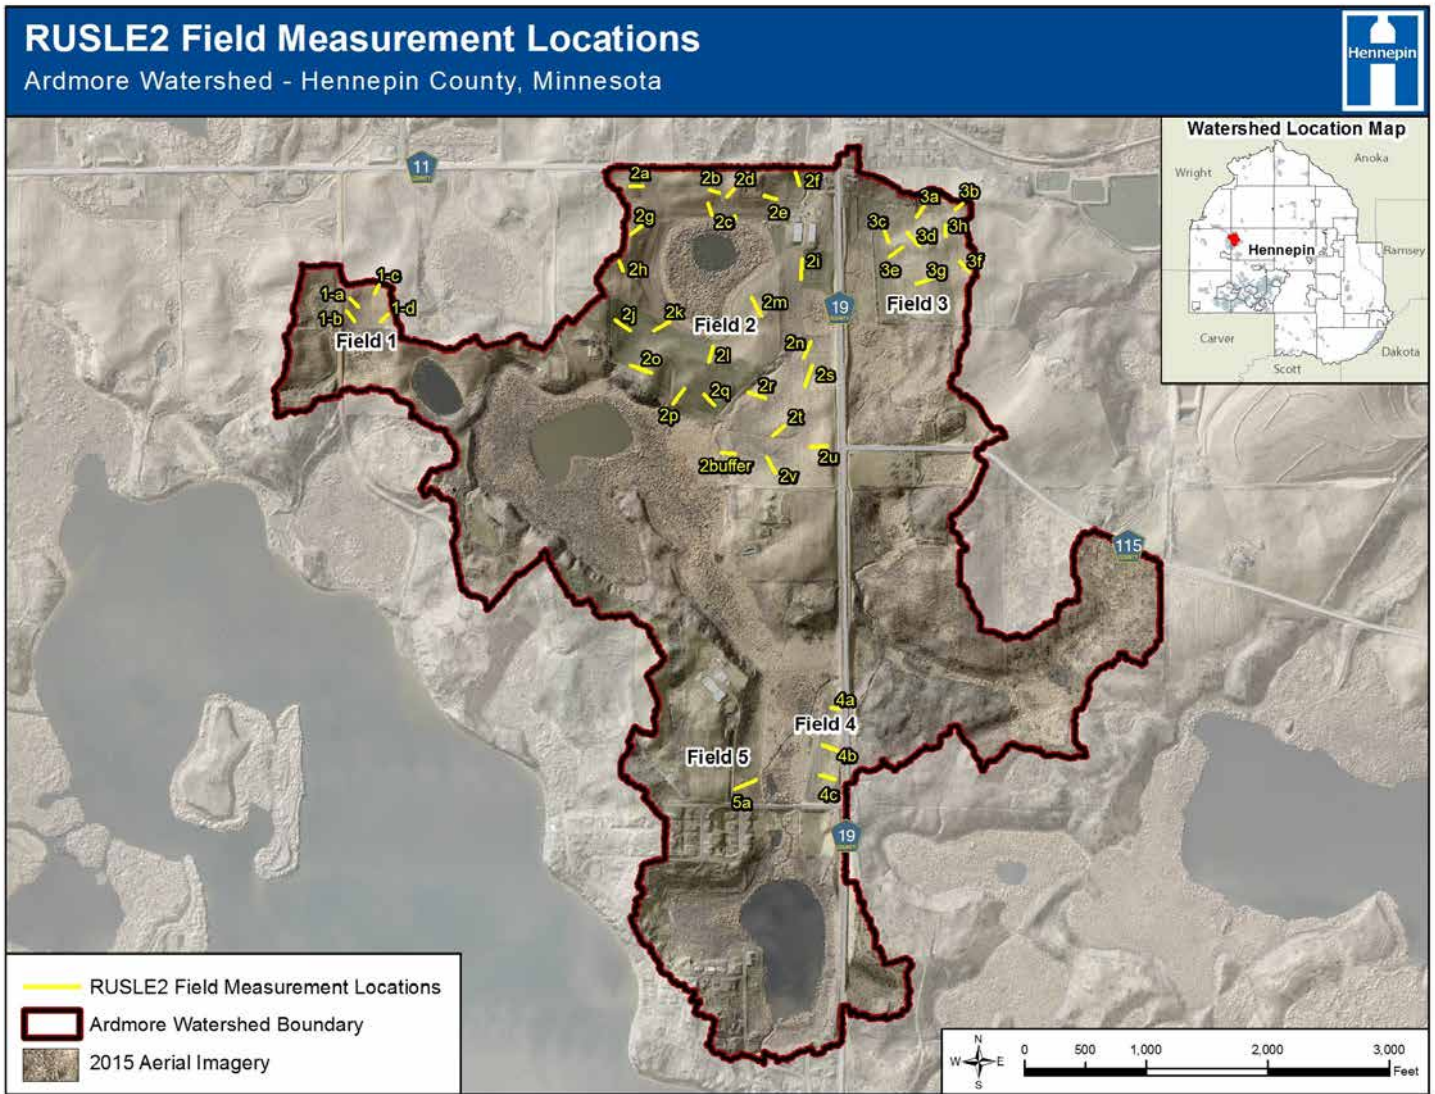 RUSLE2 Field Measurement Locations
Ardmore Watershed - Hennepin County, Minnesota
Hennepin
Watershed Location Map
Wright
Anoka
Hennepin
Ramsey
Carver
Scott
Dakota
11
COUNTY
2a
2b
2d
2f
2c
2e
2g
2h
2i
2j
2k
2m
Field 2
2l
2n
2o
2s
2p
2q
2r
2t
2u
2buffer
2v
3a
3b
3c
3d
3h
3e
3g
3f
Field 3
19
COUNTY
1-c
1-a
1-b
1-d
Field 1
115
COUNTY
4a
Field 4
4b
4c
Field 5
5a
19
COUNTY
RUSLE2 Field Measurement Locations
Ardmore Watershed Boundary
2015 Aerial Imagery
N
W E
S
0 500 1,000 2,000 3,000
Feet